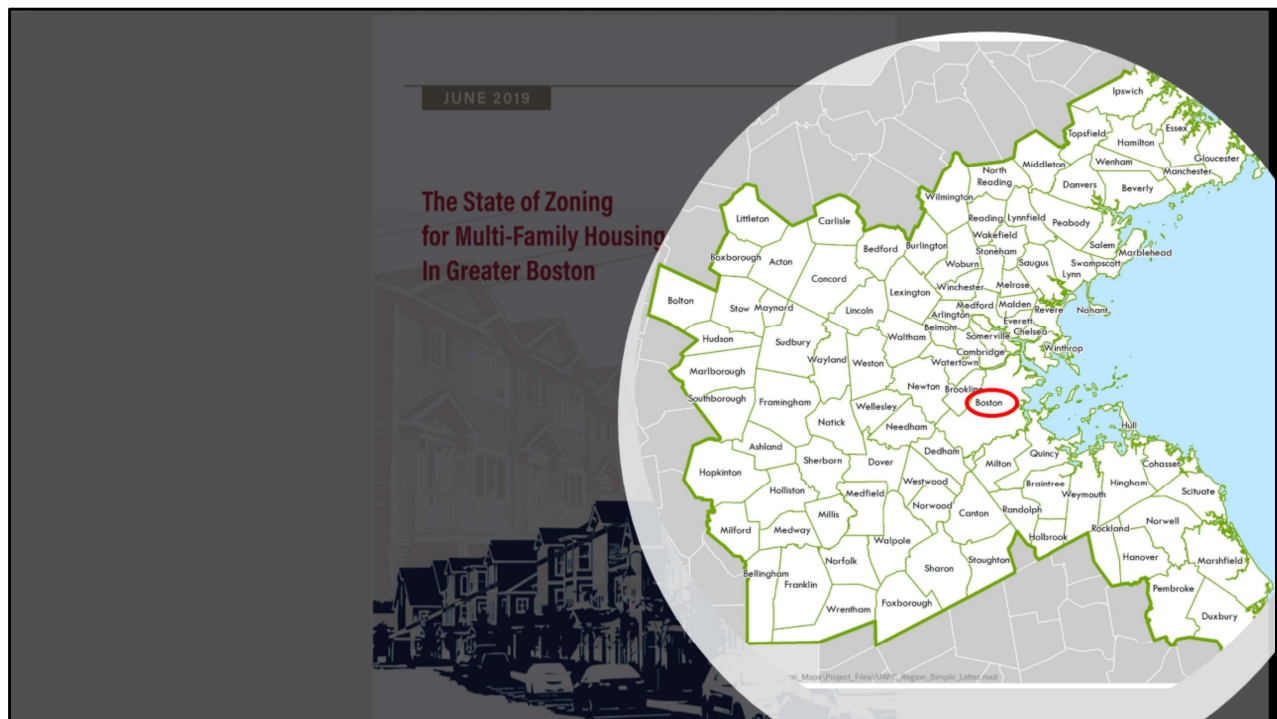 JUNE 2019
The State of Zoning
for Multi-Family Housing
In Greater Boston
Ipswich
Topsfield
Essex
Hamilton
Gloucester
Wenham
Manchester
Middleton
North
Reading
Danvers
Beverly
Wilmington
Littleton
Carlisle
Reading
Lynnfield
Peabody
Wakefield
Bedford
Burlington
Stoneham
Salem
Marblehead
Boxborough
Acton
Woburn
Saugus
Swampscott
Lynn
Concord
Lexington
Winchester
Melrose
Bolton
Stow
Maynard
Lincoln
Medford
Malden
Revere
Nahant
Arlington
Everett
Belmont
Chelsea
Hudson
Sudbury
Waltham
Somerville
Winthrop
Cambridge
Wayland
Weston
Watertown
Marlborough
Newton
Brookline
Southborough
Framingham
Wellesley
Boston
Natick
Needham
Hull
Ashland
Dedham
Quincy
Hopkinton
Sherborn
Dover
Milton
Cohasset
Holliston
Medfield
Westwood
Braintree
Weymouth
Hingham
Scituate
Millis
Norwood
Canton
Randolph
Milford
Medway
Rockland
Norwell
Walpole
Holbrook
Norfolk
Sharon
Stoughton
Hanover
Marshfield
Bellingham
Franklin
Pembroke
Wrentham
Foxborough
Duxbury
al_Maps\Project_Files\MAPC_Region_Simple_Letter.mxd